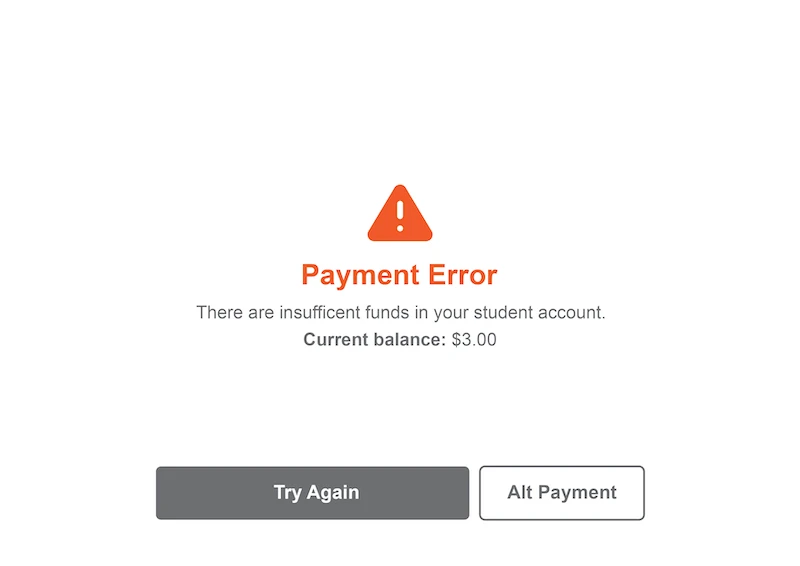 Payment Error
There are insufficent funds in your student account.
Current balance: $3.00
Try Again
Alt Payment